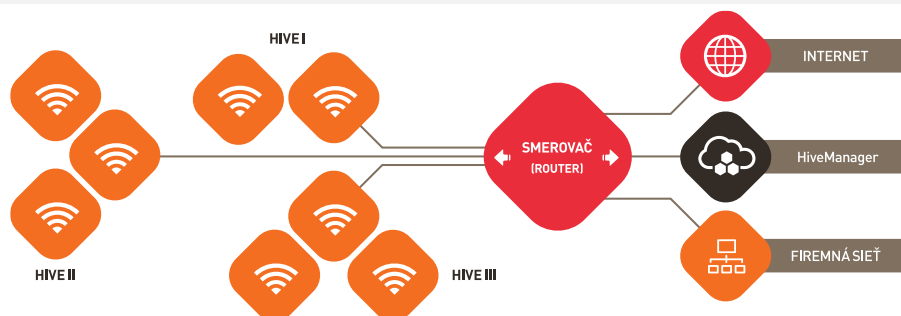 HIVE I
HIVE II
HIVE III
SMEROVAČ
(ROUTER)
INTERNET
HiveManager
FIREMNÁ SIEŤ